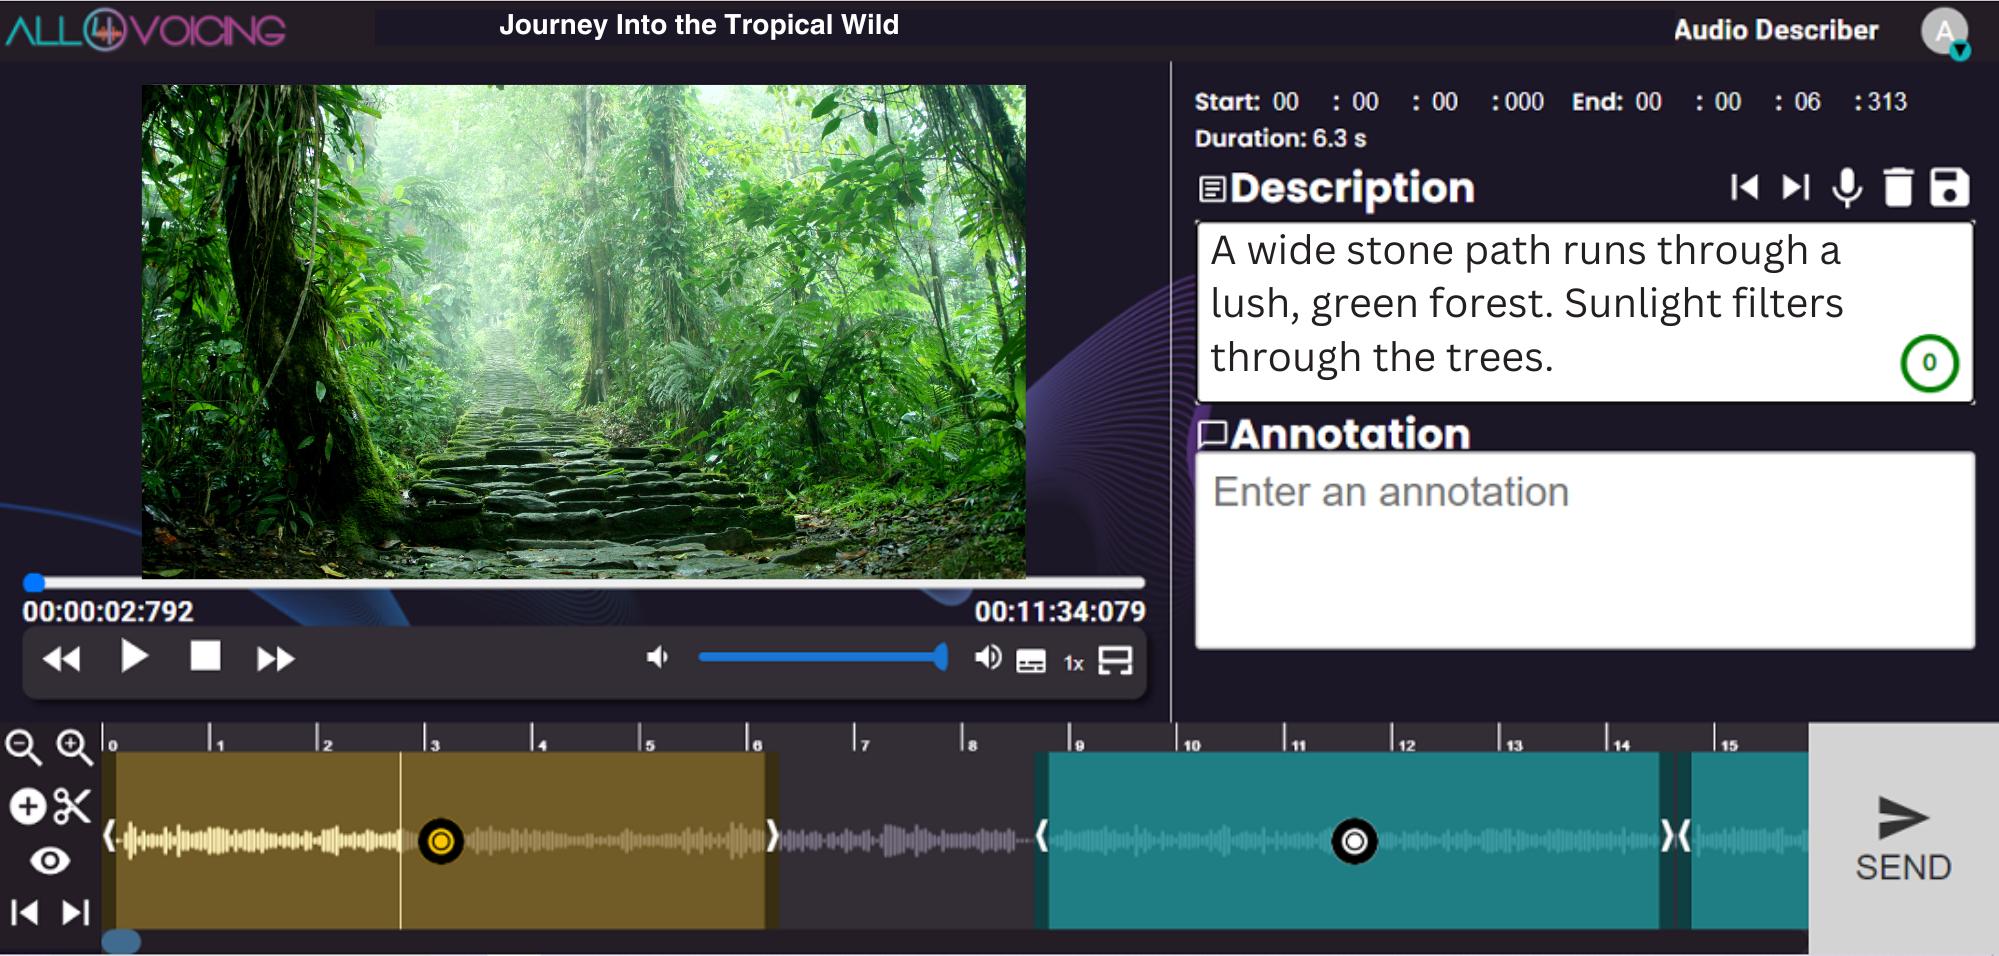 ALL4VOICING
Journey Into the Tropical Wild
Audio Describer
A
Start: 00 : 00 : 00 :000 End: 00 : 00 : 06 :313
Duration: 6.3 s
Description
A wide stone path runs through a
lush, green forest. Sunlight filters
through the trees.
0
Annotation
Enter an annotation
00:00:02:792
00:11:34:079
1x
0 1 2 3 4 5 6 7 8 9 10 11 12 13 14 15
SEND